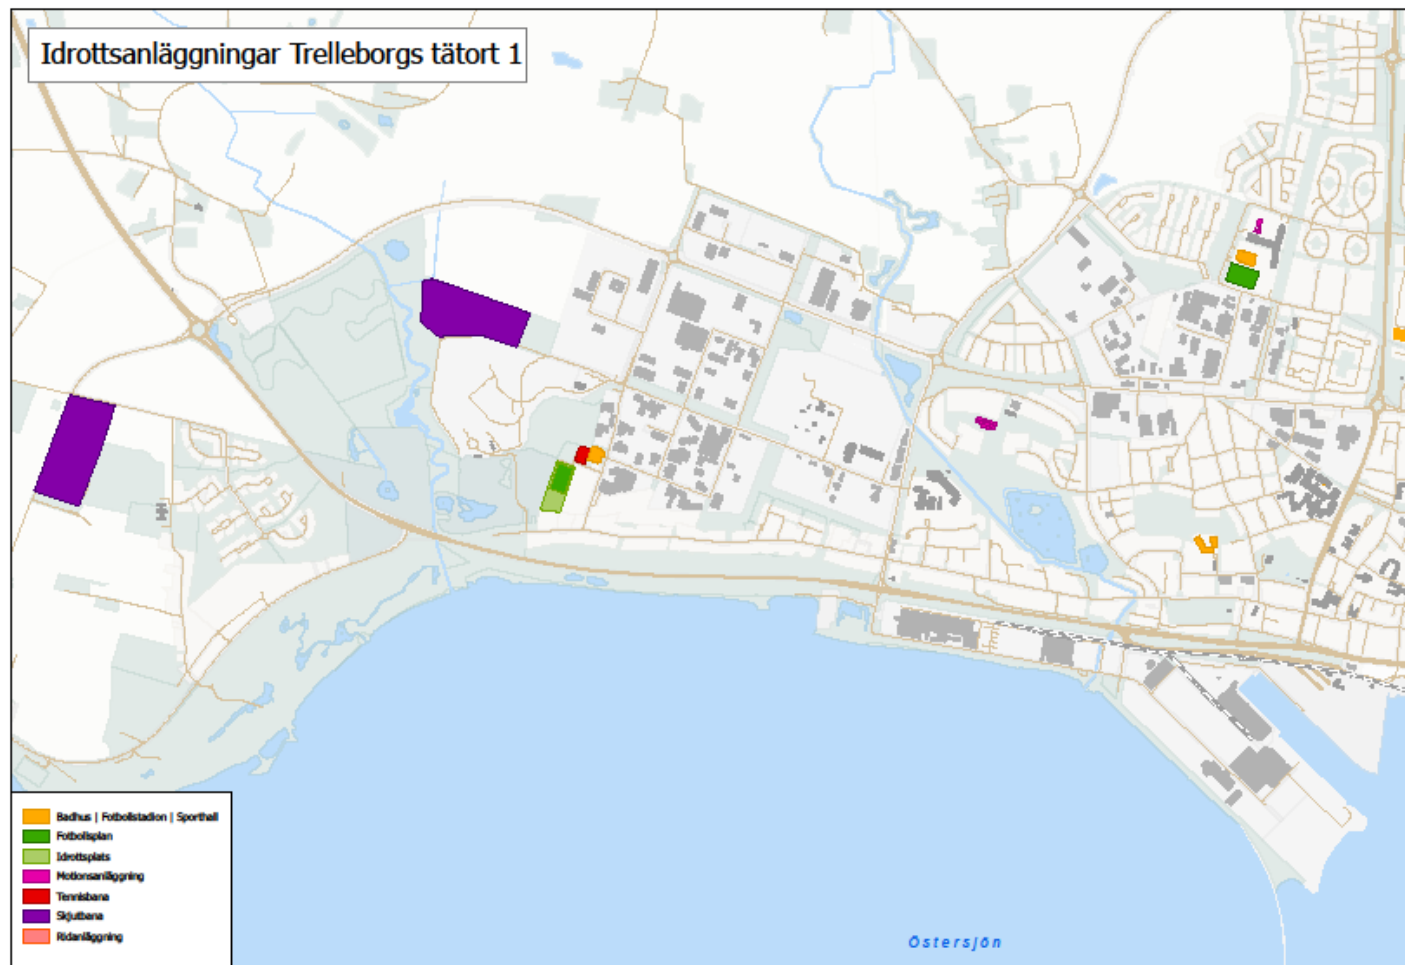 Idrottsanläggningar Trelleborgs tätort 1
Badhus | Fotbollstadion | Sporthall
Fotbollsplan
Idrottsplats
Motionsanläggning
Tennisbana
Skjutbana
Ridanläggning
Östersjön